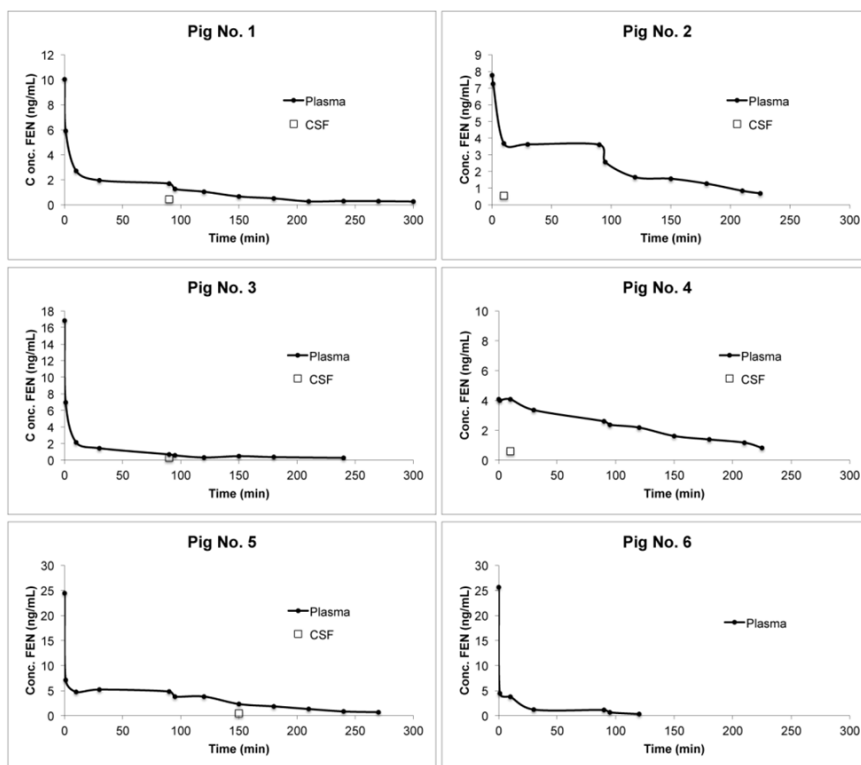 Pig No. 1
C onc. FEN (ng/mL)
12
10
8
6
4
2
0
Plasma
CSF
0 50 100 150 200 250 300
Time (min)
Pig No. 2
Conc. FEN (ng/mL)
9
8
7
6
5
4
3
2
1
0
Plasma
CSF
0 50 100 150 200 250 300
Time (min)
Pig No. 3
C onc. FEN (ng/mL)
18
16
14
12
10
8
6
4
2
0
Plasma
CSF
0 50 100 150 200 250 300
Time (min)
Pig No. 4
Conc. FEN (ng/mL)
10
8
6
4
2
0
Plasma
CSF
0 50 100 150 200 250 300
Time (min)
Pig No. 5
Conc. FEN (ng/mL)
30
25
20
15
10
5
0
Plasma
CSF
0 50 100 150 200 250 300
Time (min)
Pig No. 6
Conc. FEN (ng/mL)
30
25
20
15
10
5
0
Plasma
0 50 100 150 200 250 300
Time (min)